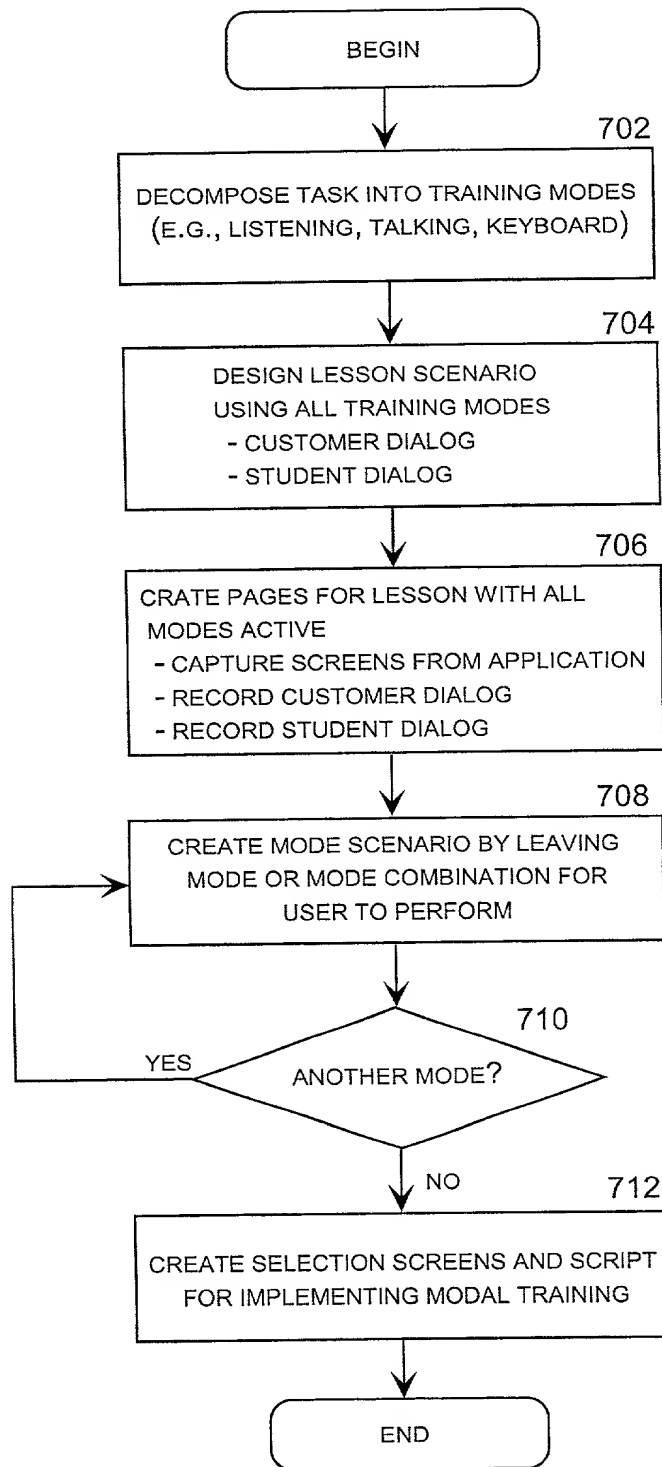 BEGIN
702
DECOMPOSE TASK INTO TRAINING MODES
(E.G., LISTENING, TALKING, KEYBOARD)
704
DESIGN LESSON SCENARIO
USING ALL TRAINING MODES
- CUSTOMER DIALOG
- STUDENT DIALOG
706
CRATE PAGES FOR LESSON WITH ALL
MODES ACTIVE
- CAPTURE SCREENS FROM APPLICATION
- RECORD CUSTOMER DIALOG
- RECORD STUDENT DIALOG
708
CREATE MODE SCENARIO BY LEAVING
MODE OR MODE COMBINATION FOR
USER TO PERFORM
710
YES
ANOTHER MODE?
NO
712
CREATE SELECTION SCREENS AND SCRIPT
FOR IMPLEMENTING MODAL TRAINING
END